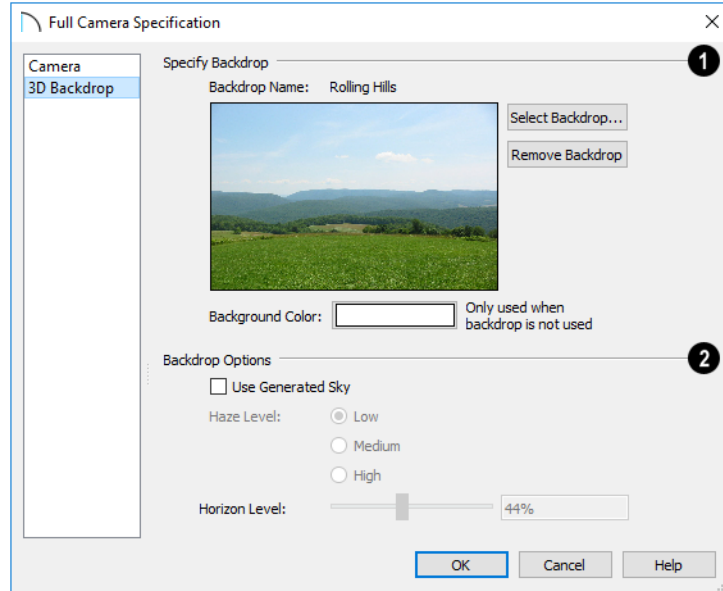 Full Camera Specification
Camera
3D Backdrop
Specify Backdrop
1
Backdrop Name: Rolling Hills
Select Backdrop...
Remove Backdrop
Background Color:
Only used when
backdrop is not used
Backdrop Options
2
Use Generated Sky
Haze Level:
Low
Medium
High
Horizon Level:
44%
OK
Cancel
Help